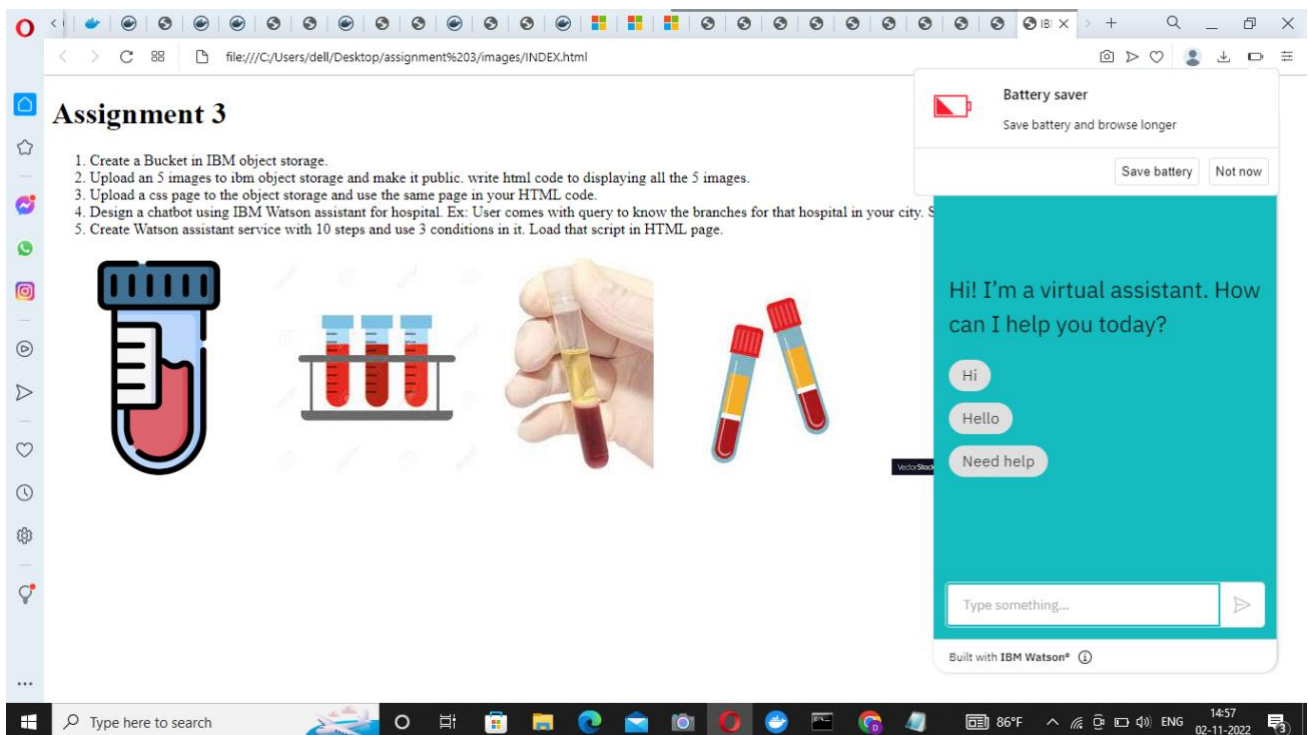 IBI
file:///C:/Users/dell/Desktop/assignment%203/images/INDEX.html
Battery saver
Save battery and browse longer
Save battery Not now
Assignment 3
1. Create a Bucket in IBM object storage.
2. Upload an 5 images to ibm object storage and make it public. write html code to displaying all the 5 images.
3. Upload a css page to the object storage and use the same page in your HTML code.
4. Design a chatbot using IBM Watson assistant for hospital. Ex: User comes with query to know the branches for that hospital in your city. S
5. Create Watson assistant service with 10 steps and use 3 conditions in it. Load that script in HTML page.
VectorStock
Hi! I'm a virtual assistant. How
can I help you today?
Hi
Hello
Need help
Type something...
Built with IBM Watson®
Type here to search
86°F
ENG
14:57
02-11-2022
3